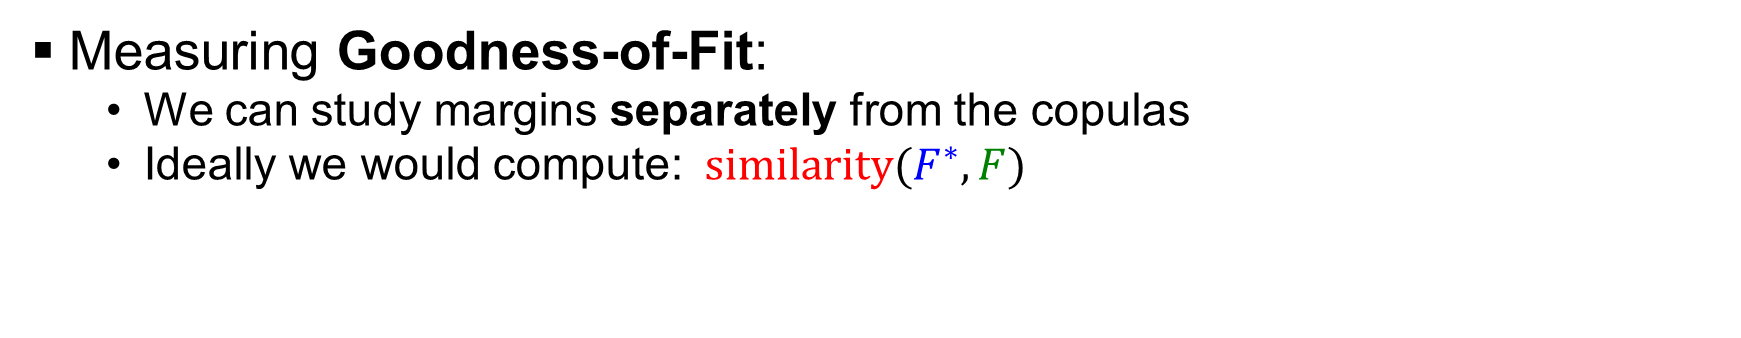 ▪ Measuring Goodness-of-Fit:
• We can study margins separately from the copulas
• Ideally we would compute: similarity(F*, F)